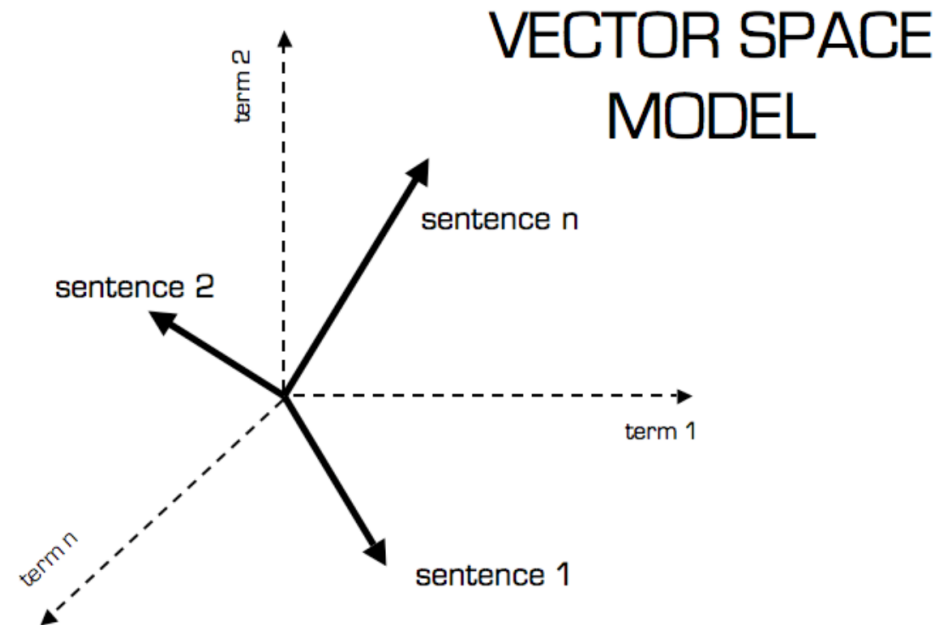 VECTOR SPACE
MODEL
term 2
sentence n
sentence 2
term 1
term n
sentence 1